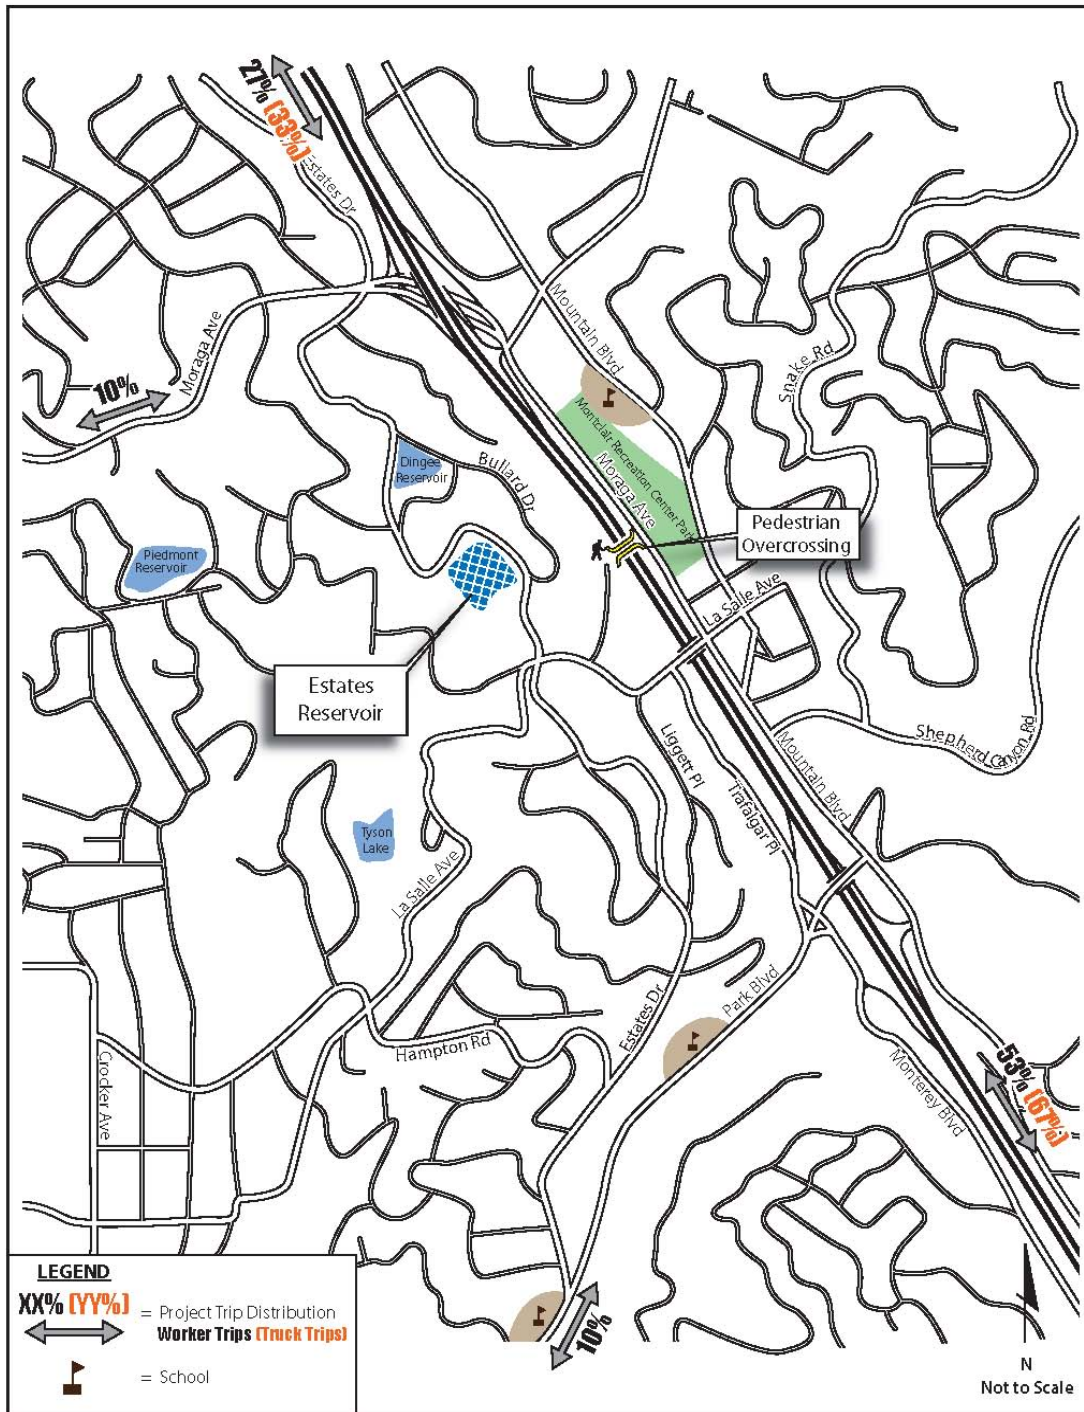 27% (33%)
Estates Dr
Moraga Ave
10%
Mountain Blvd
Snake Rd
Montclair Recreation Center Park
Moraga Ave
Dingee
Reservoir
Bullard Dr
Pedestrian
Overcrossing
Piedmont
Reservoir
La Salle Ave
Estates
Reservoir
Shepherd Canyon Rd
Liggett Pl
Trafalgar Pl
Mountain Blvd
Tyson
Lake
La Salle Ave
Park Blvd
Estates Dr
Hampton Rd
Crocker Ave
Monterey Blvd
53% (67%)
10%
LEGEND
XX% (YY%)
= Project Trip Distribution
Worker Trips (Truck Trips)
= School
N
Not to Scale